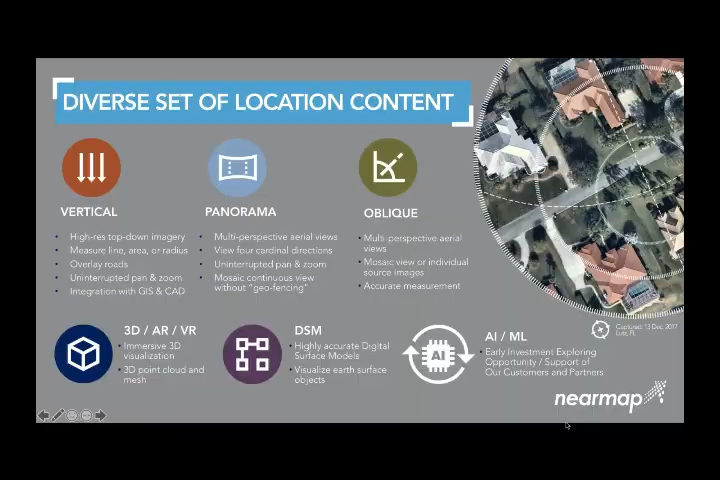 DIVERSE SET OF LOCATION CONTENT
VERTICAL
• High-res top-down imagery
• Measure line, area, or radius
• Overlay roads
• Uninterrupted pan & zoom
• Integration with GIS & CAD
PANORAMA
• Multi-perspective aerial views
• View four cardinal directions
• Uninterrupted pan & zoom
• Mosaic continuous view
without "geo-fencing"
OBLIQUE
• Multi-perspective aerial
views
• Mosaic view or individual
source images
• Accurate measurement
Captured: 13 Dec, 2017
Lutz, FL
3D / AR / VR
• Immersive 3D
visualization
• 3D point cloud and
mesh
DSM
• Highly accurate Digital
Surface Models
• Visualize earth surface
objects
AI
AI / ML
• Early Investment Exploring
Opportunity / Support of
Our Customers and Partners
nearmap